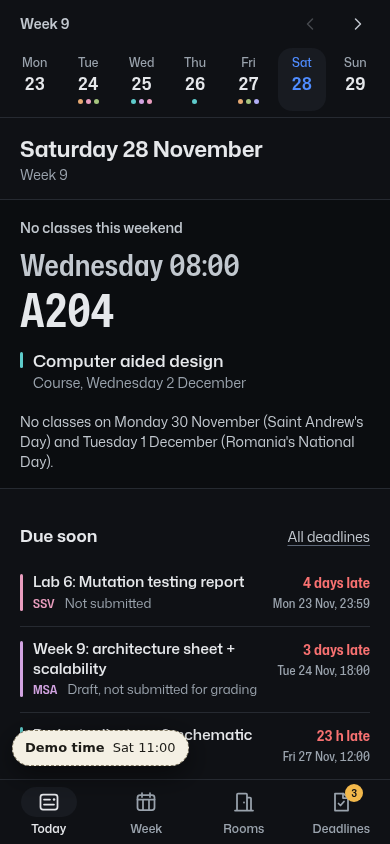 Week 9
Mon Tue Wed Thu Fri Sat Sun
23 24 25 26 27 28 29
Saturday 28 November
Week 9
No classes this weekend
Wednesday 08:00
A204
Computer aided design
Course, Wednesday 2 December
No classes on Monday 30 November (Saint Andrew's
Day) and Tuesday 1 December (Romania's National
Day).
Due soon All deadlines
Lab 6: Mutation testing report 4 days late
SSV Not submitted Mon 23 Nov, 23:59
Week 9: architecture sheet + 3 days late
scalability Tue 24 Nov, 18:00
MSA Draft, not submitted for grading
schematic 23 h late
Demo time Sat 11:00
Fri 27 Nov, 12:00
3
Today Week Rooms Deadlines